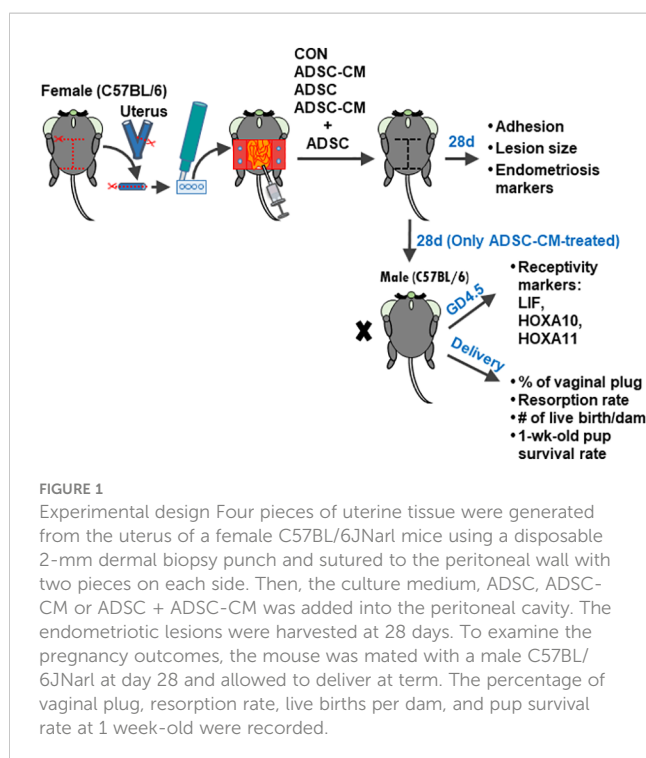 CON
ADSC-CM
ADSC
ADSC-CM
+
ADSC
Female (C57BL/6)
Uterus
28d
•Adhesion
•Lesion size
•Endometriosis
markers
28d (Only ADSC-CM-treated)
Male (C57BL/6)
X
GD4.5
•Receptivity
markers:
LIF,
HOXA10,
HOXA11
Delivery
•% of vaginal plug
•Resorption rate
•# of live birth/dam
•1-wk-old pup
survival rate
FIGURE 1
Experimental design Four pieces of uterine tissue were generated
from the uterus of a female C57BL/6JNarl mice using a disposable
2-mm dermal biopsy punch and sutured to the peritoneal wall with
two pieces on each side. Then, the culture medium, ADSC, ADSC-
CM or ADSC + ADSC-CM was added into the peritoneal cavity. The
endometriotic lesions were harvested at 28 days. To examine the
pregnancy outcomes, the mouse was mated with a male C57BL/
6JNarl at day 28 and allowed to deliver at term. The percentage of
vaginal plug, resorption rate, live births per dam, and pup survival
rate at 1 week-old were recorded.